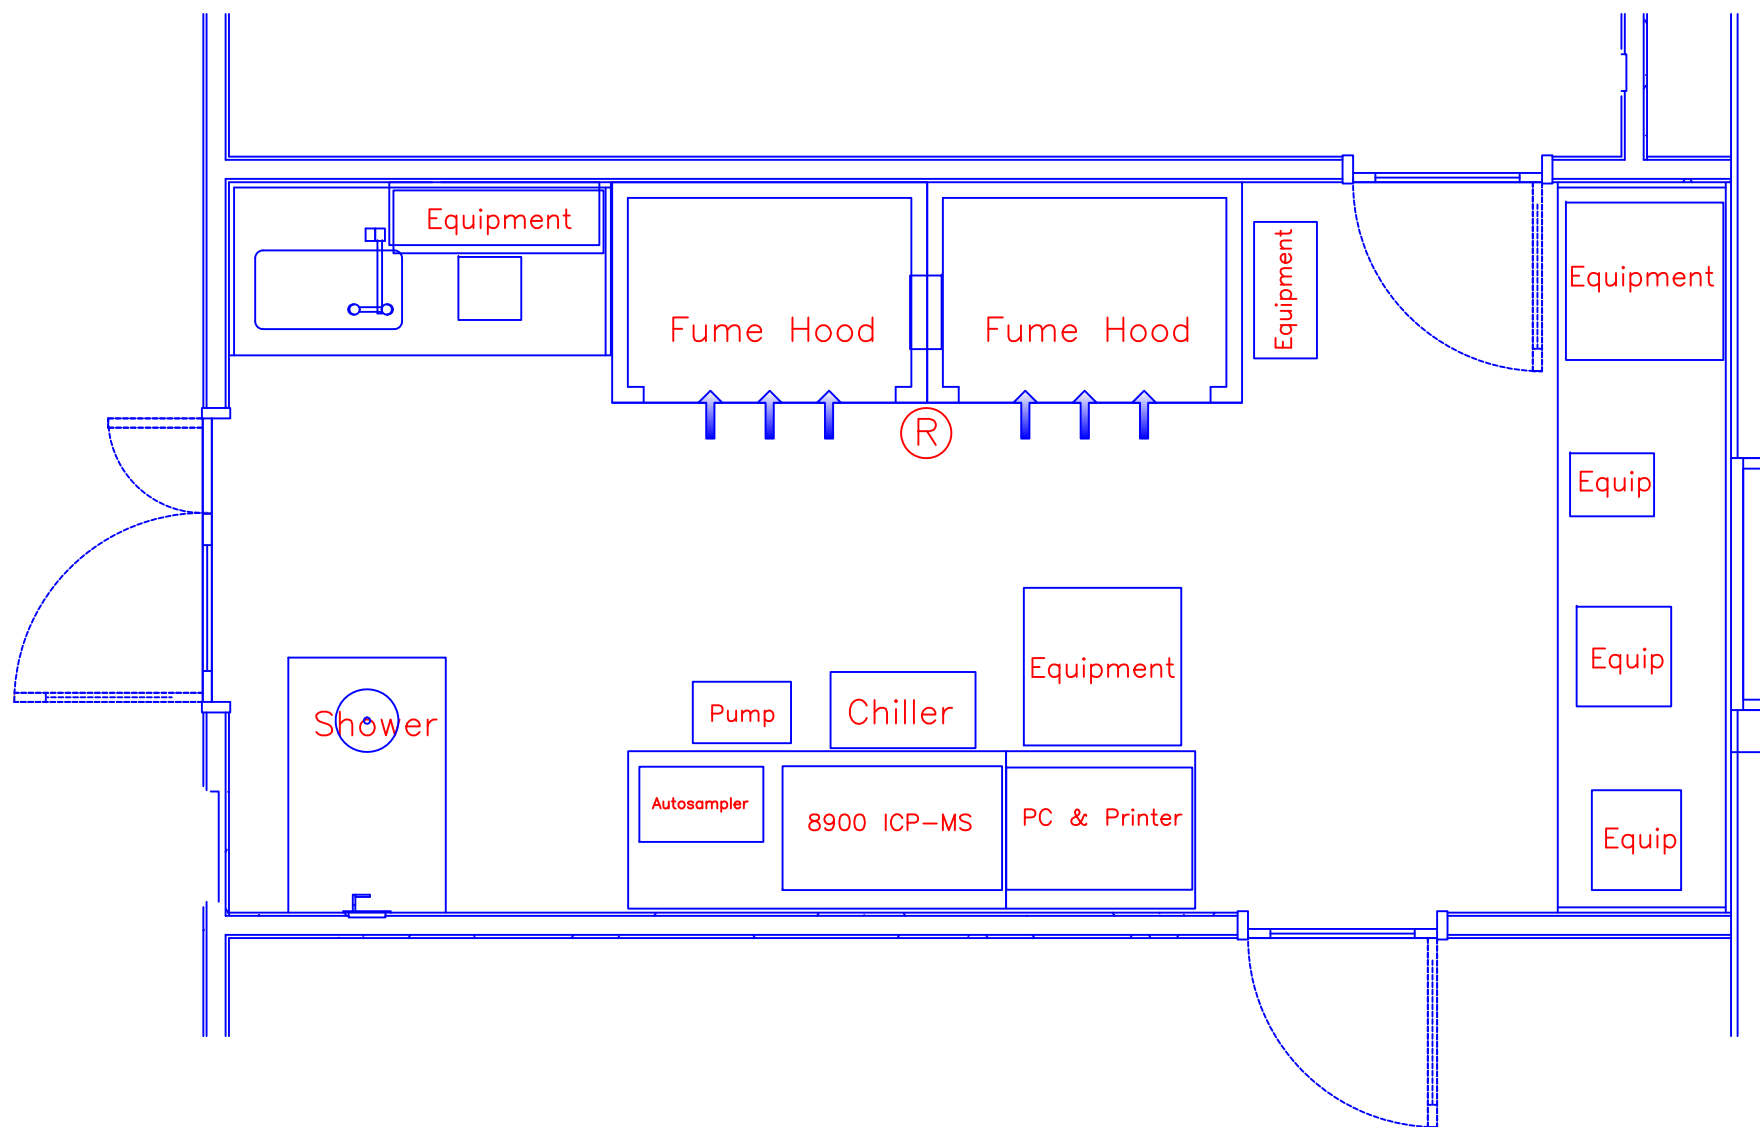 Equipment
Equipment
Equipment
Fume Hood
Fume Hood
R
Equip
Equip
Equipment
Pump
Chiller
Shower
Autosampler
8900 ICP-MS
PC & Printer
Equip